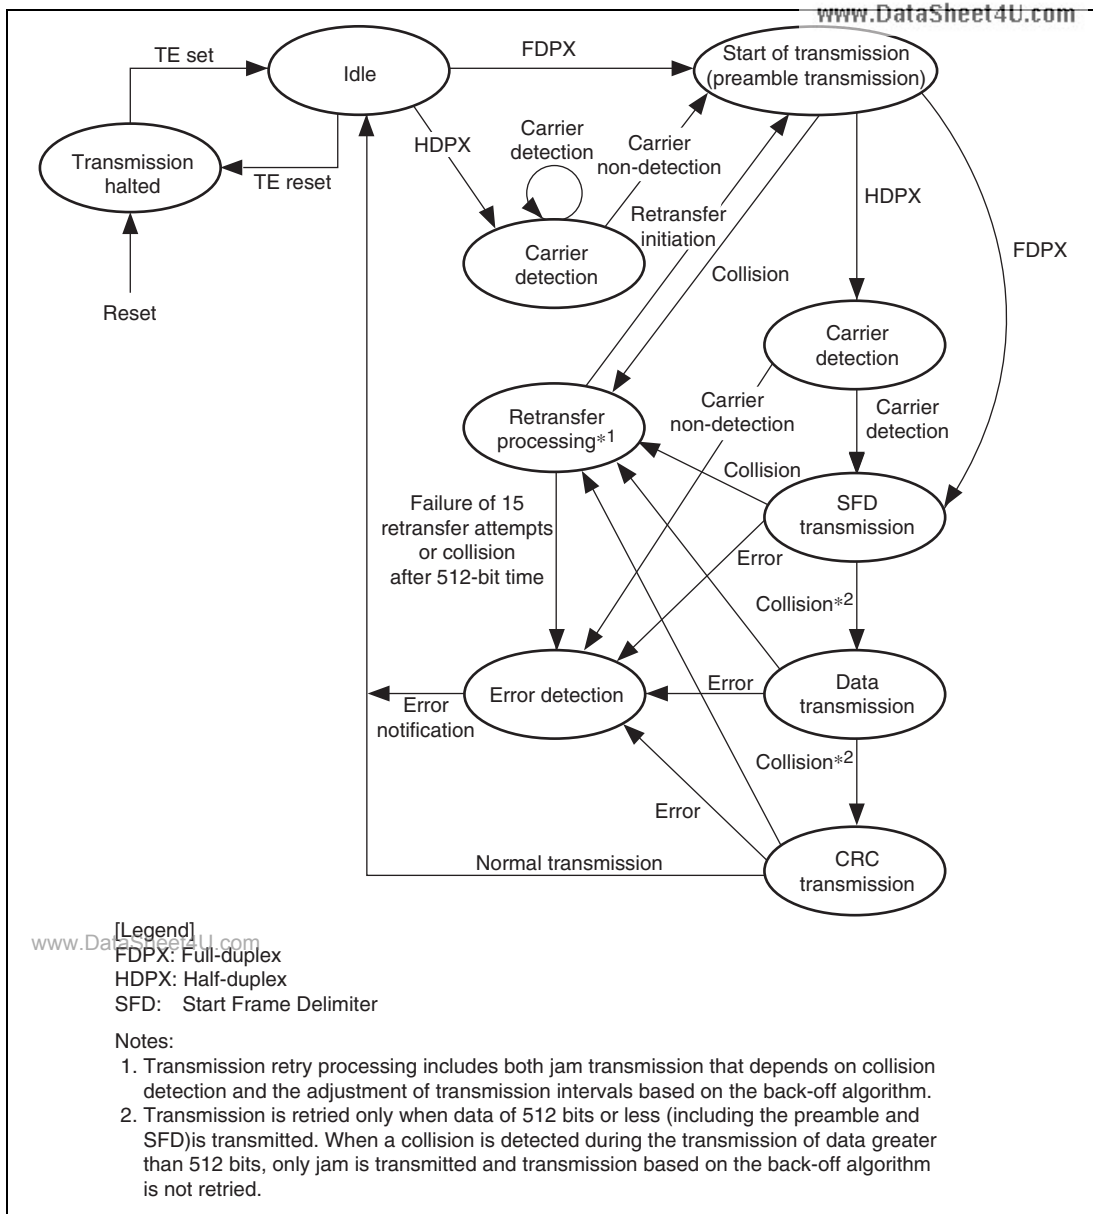 www.DataSheet4U.com
TE set
Idle
FDPX
Start of transmission
(preamble transmission)
Transmission
halted
TE reset
HDPX
Carrier
detection
Carrier
non-detection
HDPX
Retransfer
initiation
Carrier
detection
Collision
FDPX
Reset
Carrier
detection
Retransfer
processing*1
Carrier
non-detection
Carrier
detection
Collision
SFD
transmission
Failure of 15
retransfer attempts
or collision
after 512-bit time
Error
Collision*2
Error detection
Error
Data
transmission
Error
notification
Collision*2
Error
Normal transmission
CRC
transmission
[Legend]
www.DataSheet4U.com
FDPX: Full-duplex
HDPX: Half-duplex
SFD: Start Frame Delimiter
Notes:
1. Transmission retry processing includes both jam transmission that depends on collision
detection and the adjustment of transmission intervals based on the back-off algorithm.
2. Transmission is retried only when data of 512 bits or less (including the preamble and
SFD)is transmitted. When a collision is detected during the transmission of data greater
than 512 bits, only jam is transmitted and transmission based on the back-off algorithm
is not retried.